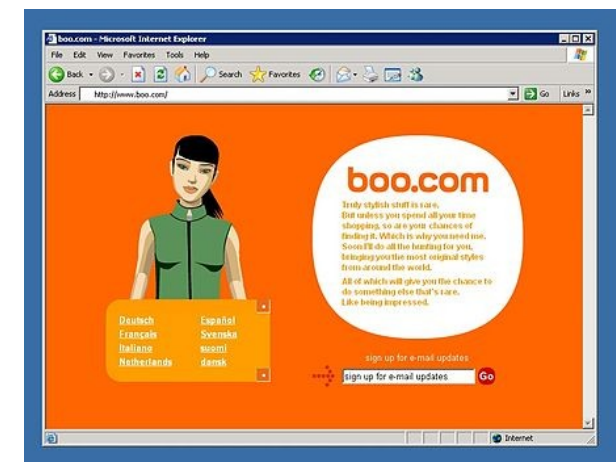 boo.com - Microsoft Internet Explorer
File Edit View Favorites Tools Help
Back Search Favorites
Address http://www.boo.com/ Go Links »
boo.com
Truly stylish stuff is rare.
But unless you spend all your time
shopping, so are your chances of
finding it. Which is why you need me.
Soon I'll do all the hunting for you,
bringing you the most original styles
from around the world.
All of which will give you the chance to
do something else that's rare.
Like being impressed.
Deutsch Español
Français Svenska
Italiano suomi
Netherlands dansk
sign up for e-mail updates
sign up for e-mail updates Go
Internet